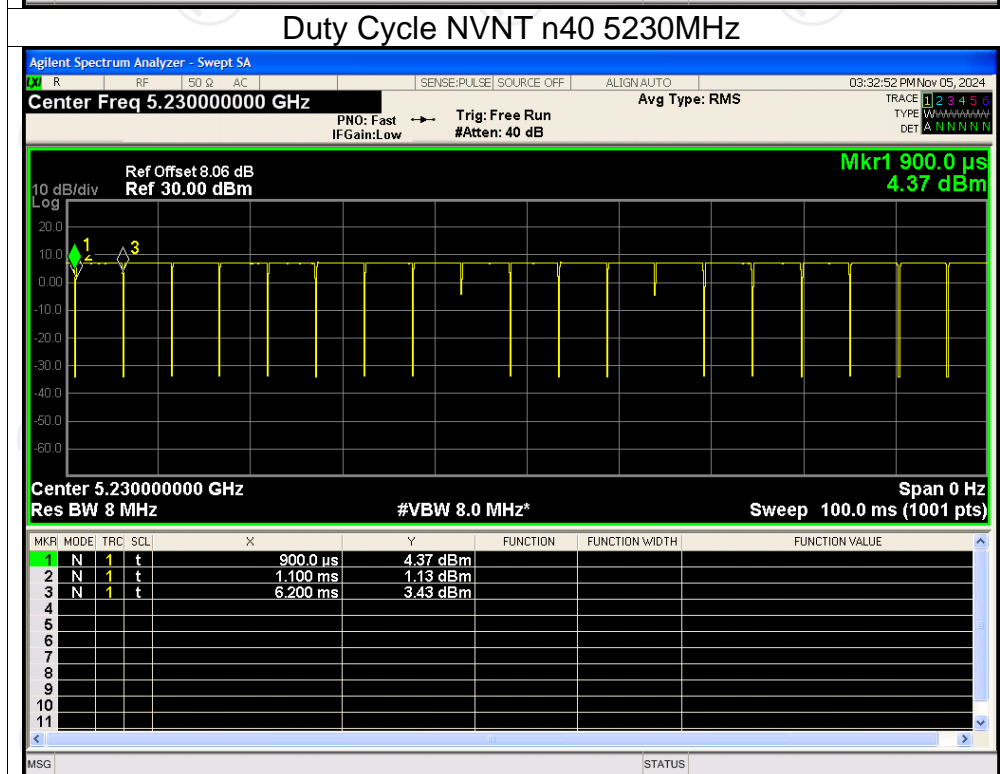 Duty Cycle NVNT n40 5230MHz
Agilent Spectrum Analyzer - Swept SA
LXI R RF 50 Ω AC SENSE:PULSE SOURCE OFF ALIGN AUTO 03:32:52 PM Nov 05, 2024
Center Freq 5.230000000 GHz Avg Type: RMS TRACE 1 2 3 4 5 6
PNO: Fast Trig: Free Run TYPE WWWWWW
IFGain:Low #Atten: 40 dB DET A N N N N N
Mkr1 900.0 µs
4.37 dBm
Ref Offset 8.06 dB
10 dB/div Ref 30.00 dBm
Log
20.0
10.0
0.00
-10.0
-20.0
-30.0
-40.0
-50.0
-60.0
1
2
3
Center 5.230000000 GHz Span 0 Hz
Res BW 8 MHz #VBW 8.0 MHz* Sweep 100.0 ms (1001 pts)
MKR MODE TRC SCL X Y FUNCTION FUNCTION WIDTH FUNCTION VALUE
1 N 1 t 900.0 µs 4.37 dBm
2 N 1 t 1.100 ms 1.13 dBm
3 N 1 t 6.200 ms 3.43 dBm
4
5
6
7
8
9
10
11
MSG STATUS